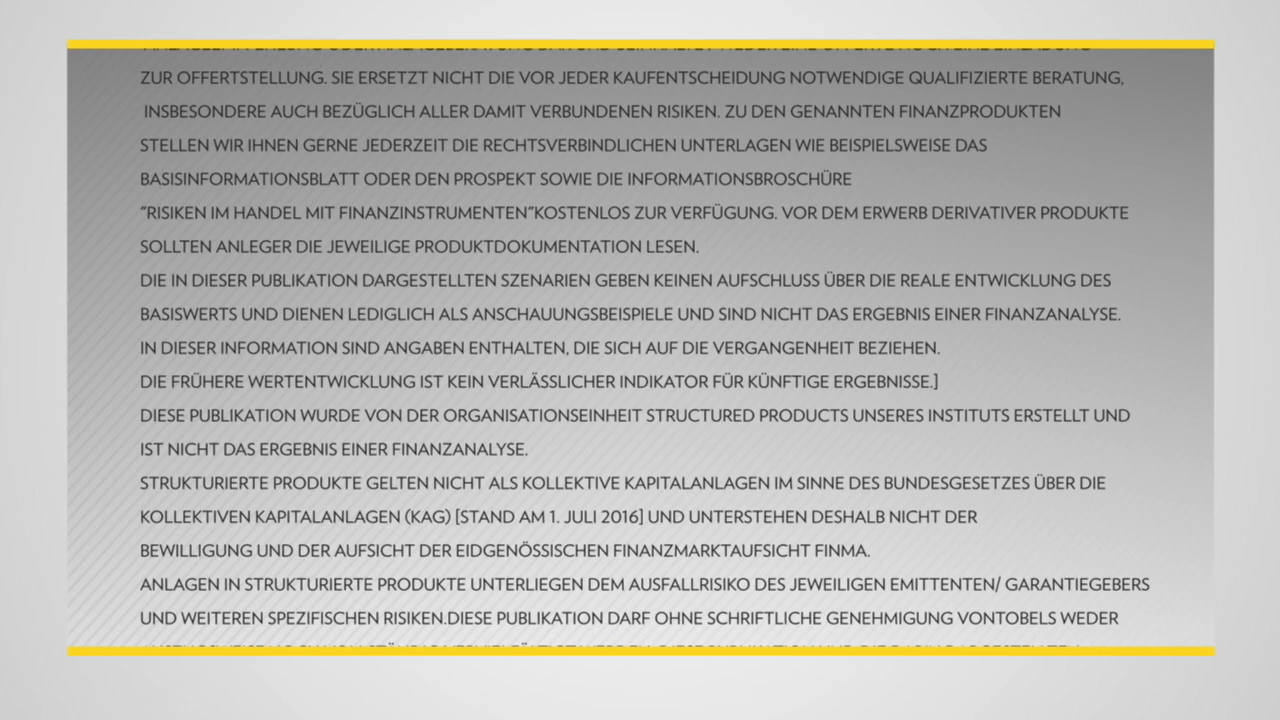 ZUR OFFERTSTELLUNG. SIE ERSETZT NICHT DIE VOR JEDER KAUFENTSCHEIDUNG NOTWENDIGE QUALIFIZIERTE BERATUNG,
INSBESONDERE AUCH BEZÜGLICH ALLER DAMIT VERBUNDENEN RISIKEN. ZU DEN GENANNTEN FINANZPRODUKTEN
STELLEN WIR IHNEN GERNE JEDERZEIT DIE RECHTSVERBINDLICHEN UNTERLAGEN WIE BEISPIELSWEISE DAS
BASISINFORMATIONSBLATT ODER DEN PROSPEKT SOWIE DIE INFORMATIONSBROSCHÜRE
"RISIKEN IM HANDEL MIT FINANZINSTRUMENTEN"KOSTENLOS ZUR VERFÜGUNG. VOR DEM ERWERB DERIVATIVER PRODUKTE
SOLLTEN ANLEGER DIE JEWEILIGE PRODUKTDOKUMENTATION LESEN.
DIE IN DIESER PUBLIKATION DARGESTELLTEN SZENARIEN GEBEN KEINEN AUFSCHLUSS ÜBER DIE REALE ENTWICKLUNG DES
BASISWERTS UND DIENEN LEDIGLICH ALS ANSCHAUUNGSBEISPIELE UND SIND NICHT DAS ERGEBNIS EINER FINANZANALYSE.
IN DIESER INFORMATION SIND ANGABEN ENTHALTEN, DIE SICH AUF DIE VERGANGENHEIT BEZIEHEN.
DIE FRÜHERE WERTENTWICKLUNG IST KEIN VERLÄSSLICHER INDIKATOR FÜR KÜNFTIGE ERGEBNISSE.]
DIESE PUBLIKATION WURDE VON DER ORGANISATIONSEINHEIT STRUCTURED PRODUCTS UNSERES INSTITUTS ERSTELLT UND
IST NICHT DAS ERGEBNIS EINER FINANZANALYSE.
STRUKTURIERTE PRODUKTE GELTEN NICHT ALS KOLLEKTIVE KAPITALANLAGEN IM SINNE DES BUNDESGESETZES ÜBER DIE
KOLLEKTIVEN KAPITALANLAGEN (KAG) [STAND AM 1. JULI 2016] UND UNTERSTEHEN DESHALB NICHT DER
BEWILLIGUNG UND DER AUFSICHT DER EIDGENÖSSISCHEN FINANZMARKTAUFSICHT FINMA.
ANLAGEN IN STRUKTURIERTE PRODUKTE UNTERLIEGEN DEM AUSFALLRISIKO DES JEWEILIGEN EMITTENTEN/ GARANTIEGEBERS
UND WEITEREN SPEZIFISCHEN RISIKEN.DIESE PUBLIKATION DARF OHNE SCHRIFTLICHE GENEHMIGUNG VONTOBELS WEDER